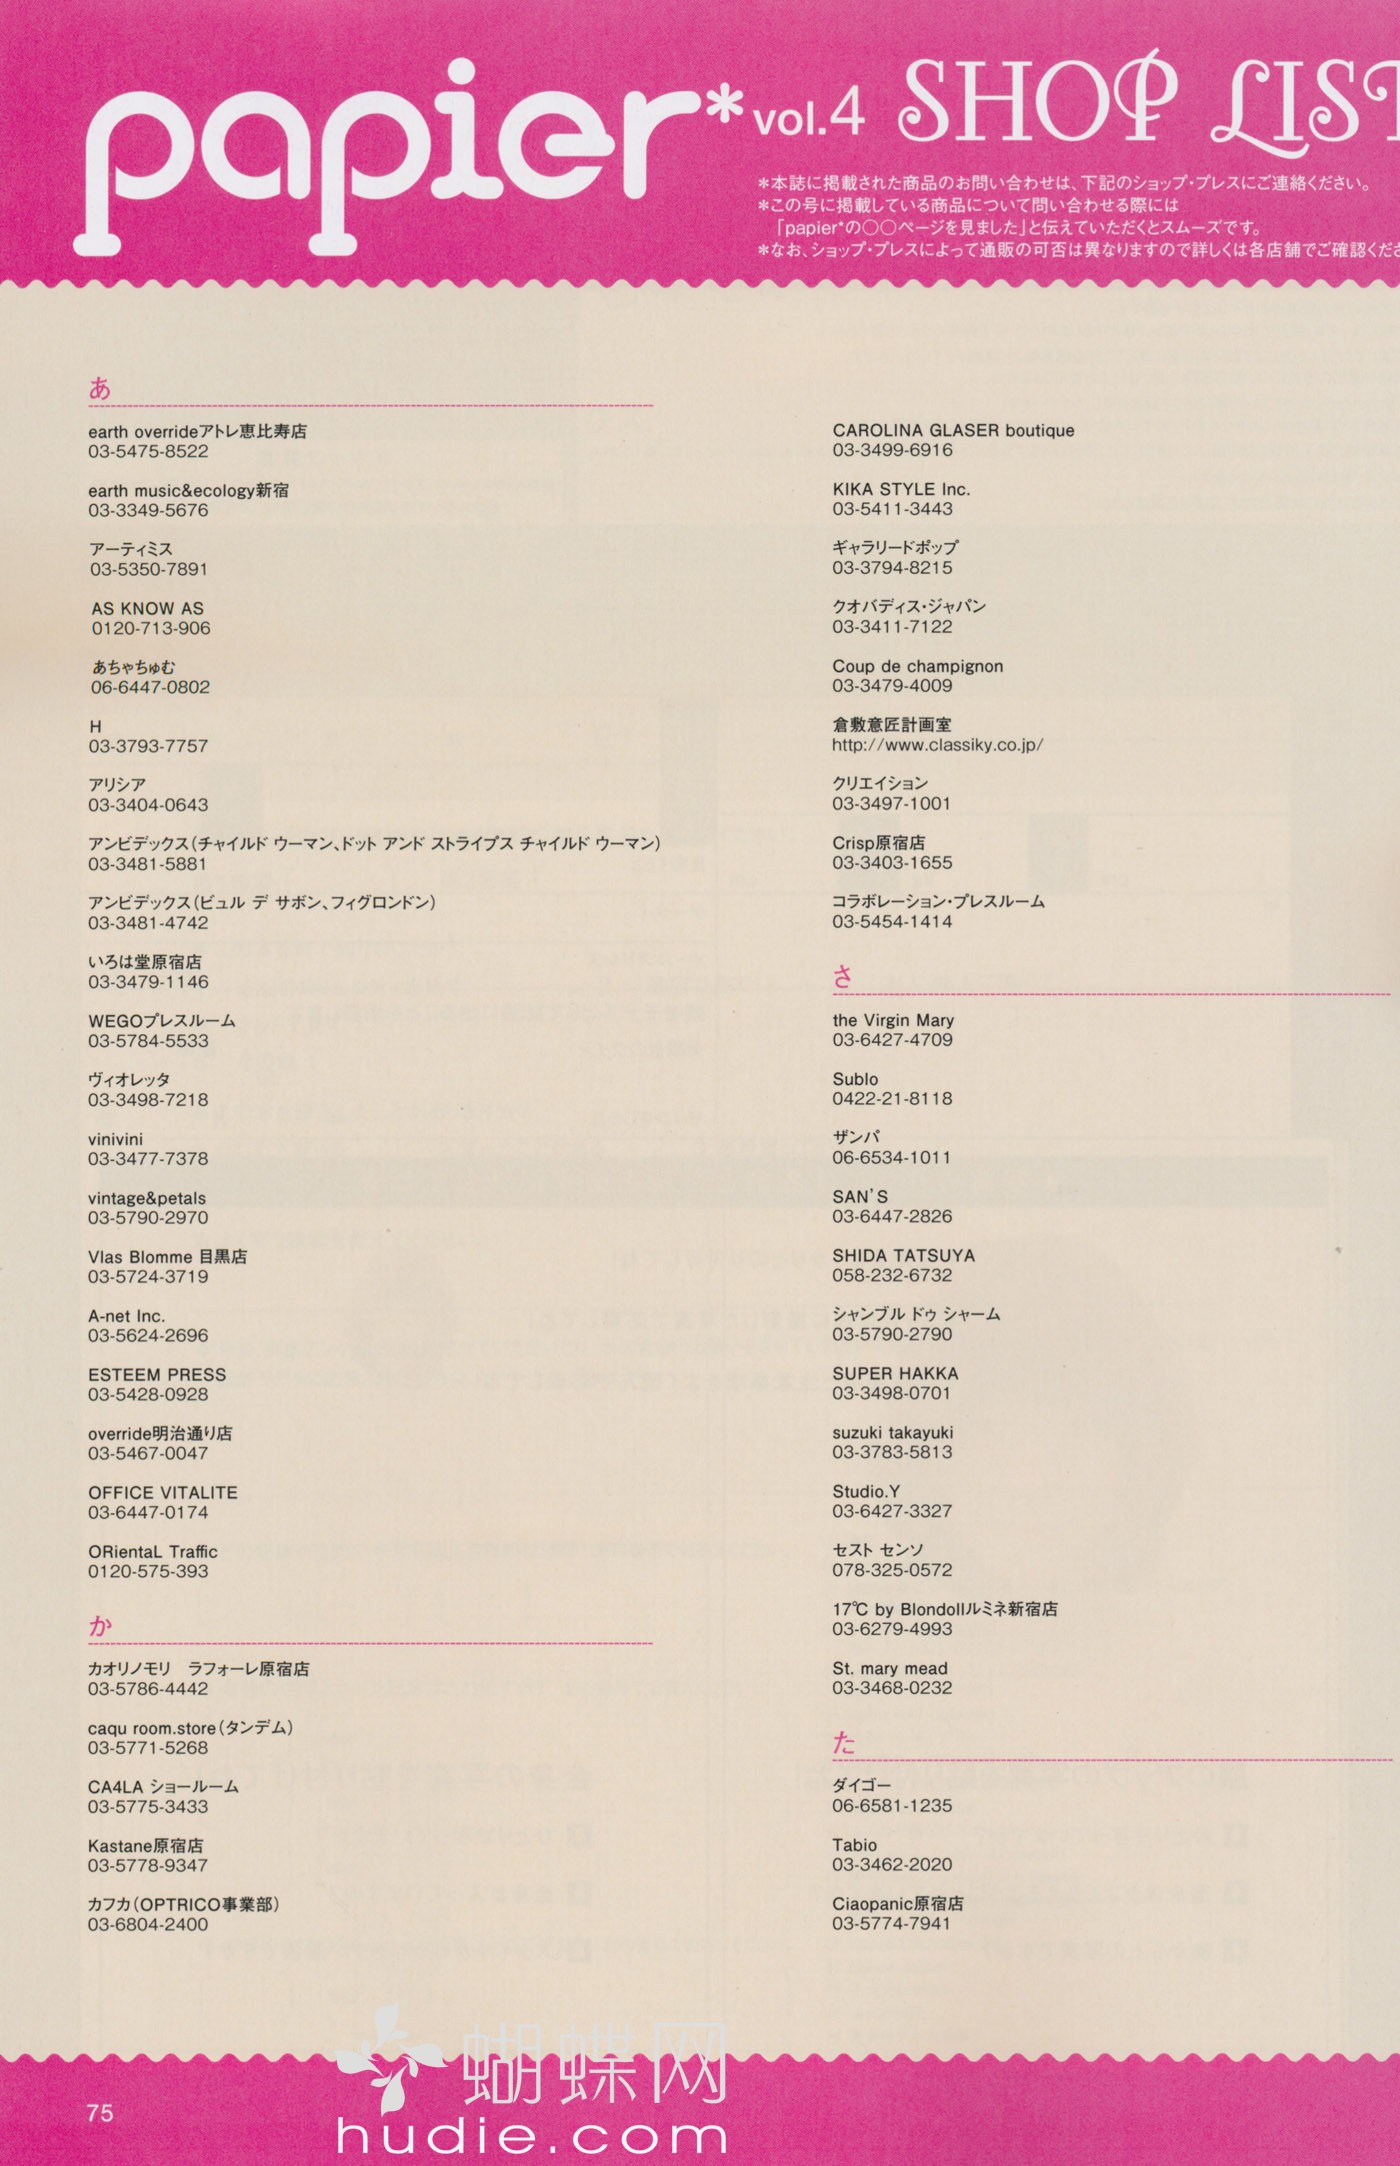 papier* vol.4 SHOP LIST
*本誌に掲載された商品のお問い合わせは、下記のショップ・プレスにご連絡ください。
*この号に掲載している商品について問い合わせる際には
「papier*の○○ページを見ました」と伝えていただくとスムーズです。
*なお、ショップ・プレスによって通販の可否は異なりますので詳しくは各店舗でご確認くださ
あ
earth overrideアトレ恵比寿店
03-5475-8522
earth music&ecology新宿
03-3349-5676
アーティミス
03-5350-7891
AS KNOW AS
0120-713-906
あちゃちゅむ
06-6447-0802
H
03-3793-7757
アリシア
03-3404-0643
アンビデックス(チャイルド ウーマン、ドット アンド ストライプス チャイルド ウーマン)
03-3481-5881
アンビデックス(ビュル デ サボン、フィグロンドン)
03-3481-4742
いろは堂原宿店
03-3479-1146
WEGOプレスルーム
03-5784-5533
ヴィオレッタ
03-3498-7218
vinivini
03-3477-7378
vintage&petals
03-5790-2970
Vlas Blomme 目黒店
03-5724-3719
A-net Inc.
03-5624-2696
ESTEEM PRESS
03-5428-0928
override明治通り店
03-5467-0047
OFFICE VITALITE
03-6447-0174
ORientaL Traffic
0120-575-393
か
カオリノモリ　ラフォーレ原宿店
03-5786-4442
caqu room.store(タンデム)
03-5771-5268
CA4LA ショールーム
03-5775-3433
Kastane原宿店
03-5778-9347
カフカ(OPTRICO事業部)
03-6804-2400
CAROLINA GLASER boutique
03-3499-6916
KIKA STYLE Inc.
03-5411-3443
ギャラリードポップ
03-3794-8215
クオバディス・ジャパン
03-3411-7122
Coup de champignon
03-3479-4009
倉敷意匠計画室
http://www.classiky.co.jp/
クリエイション
03-3497-1001
Crisp原宿店
03-3403-1655
コラボレーション・プレスルーム
03-5454-1414
さ
the Virgin Mary
03-6427-4709
Sublo
0422-21-8118
ザンパ
06-6534-1011
SAN'S
03-6447-2826
SHIDA TATSUYA
058-232-6732
シャンブル ドゥ シャーム
03-5790-2790
SUPER HAKKA
03-3498-0701
suzuki takayuki
03-3783-5813
Studio.Y
03-6427-3327
セスト センソ
078-325-0572
17℃ by Blondollルミネ新宿店
03-6279-4993
St. mary mead
03-3468-0232
た
ダイゴー
06-6581-1235
Tabio
03-3462-2020
Ciaopanic原宿店
03-5774-7941
75
蝴蝶网
hudie.com